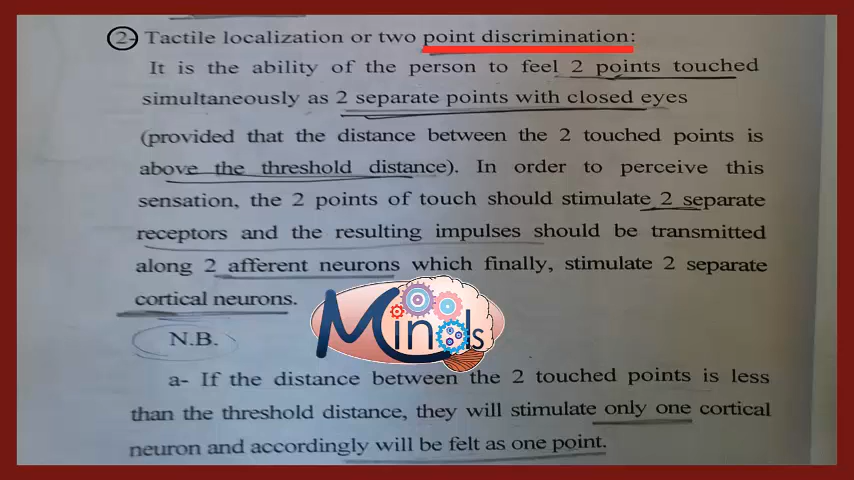 2- Tactile localization or two point discrimination:
It is the ability of the person to feel 2 points touched
simultaneously as 2 separate points with closed eyes
(provided that the distance between the 2 touched points is
above the threshold distance). In order to perceive this
sensation, the 2 points of touch should stimulate 2 separate
receptors and the resulting impulses should be transmitted
along 2 afferent neurons which finally, stimulate 2 separate
cortical neurons.
Minds
N.B.
a- If the distance between the 2 touched points is less
than the threshold distance, they will stimulate only one cortical
neuron and accordingly will be felt as one point.